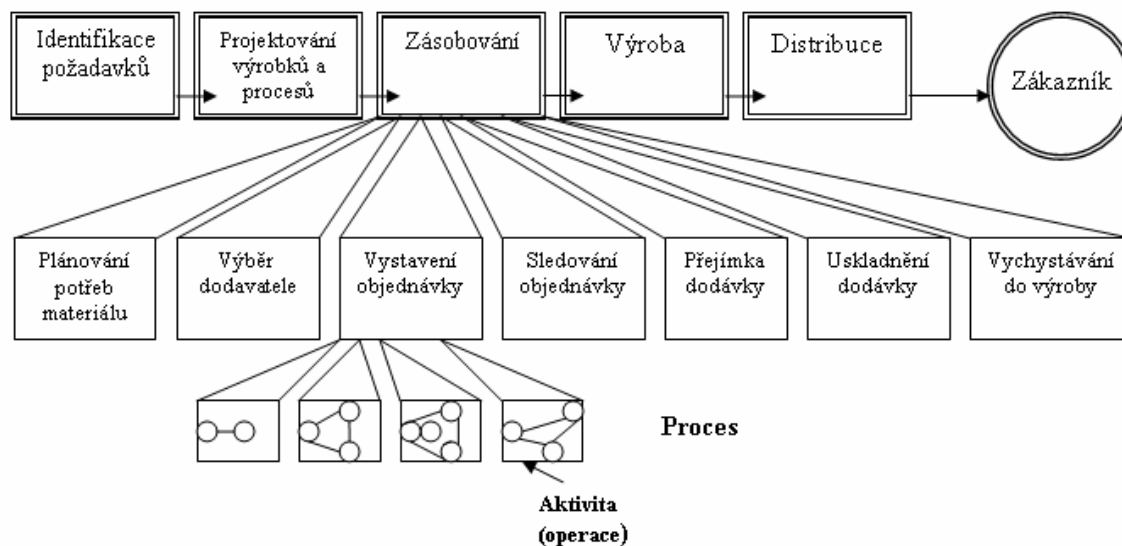 Identifikace
požadavků
Projektování
výrobků a
procesů
Zásobování
Výroba
Distribuce
Zákazník
Plánování
potřeb
materiálu
Výběr
dodavatele
Vystavení
objednávky
Sledování
objednávky
Přejímka
dodávky
Uskladnění
dodávky
Vychystávání
do výroby
Proces
Aktivita
(operace)